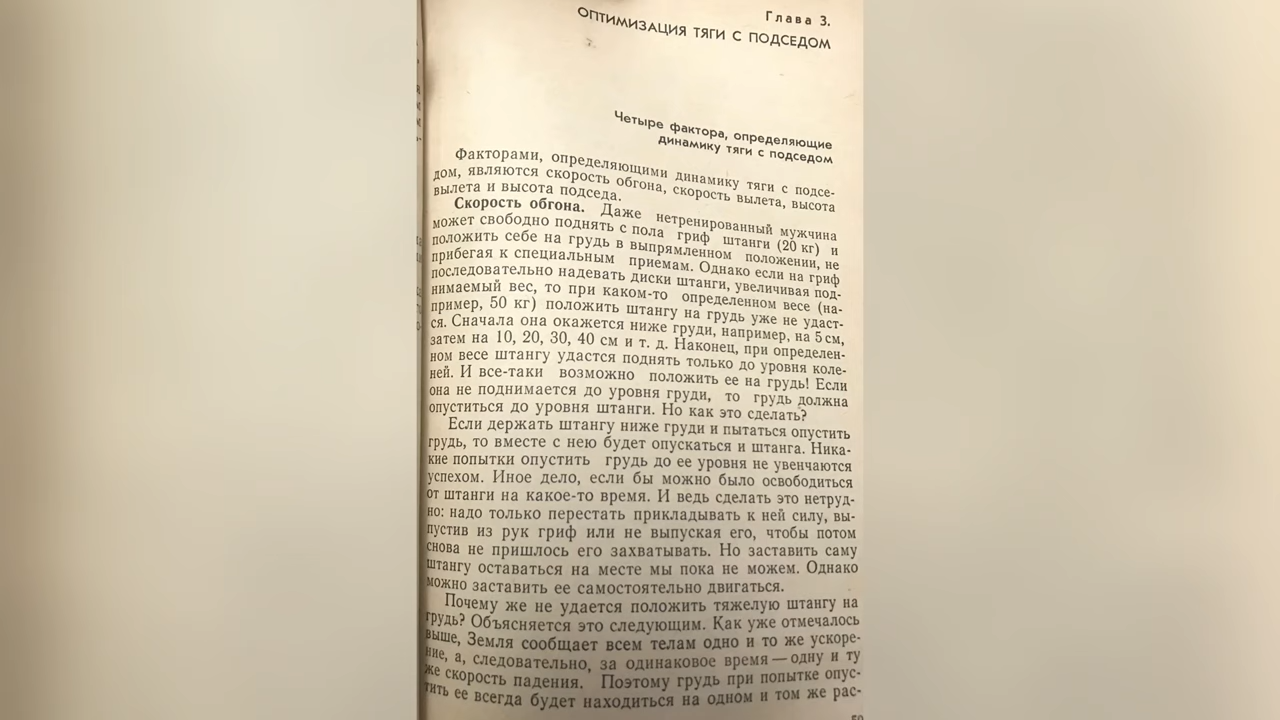 Глава 3.
ОПТИМИЗАЦИЯ ТЯГИ С ПОДСЕДОМ
Четыре фактора, определяющие
динамику тяги с подседом
Факторами, определяющими динамику тяги с подсе-
дом, являются скорость обгона, скорость вылета, высота
вылета и высота подседа.
Скорость обгона. Даже нетренированный мужчина
может свободно поднять с пола гриф штанги (20 кг) и
положить себе на грудь в выпрямленном положении, не
прибегая к специальным приемам. Однако если на гриф
последовательно надевать диски штанги, увеличивая под-
нимаемый вес, то при каком-то определенном весе (на-
пример, 50 кг) положить штангу на грудь уже не удаст-
ся. Сначала она окажется ниже груди, например, на 5 см,
затем на 10, 20, 30, 40 см и т. д. Наконец, при определен-
ном весе штангу удастся поднять только до уровня коле-
ней. И все-таки возможно положить ее на грудь! Если
она не поднимается до уровня груди, то грудь должна
опуститься до уровня штанги. Но как это сделать?
Если держать штангу ниже груди и пытаться опустить
грудь, то вместе с нею будет опускаться и штанга. Ника-
кие попытки опустить грудь до ее уровня не увенчаются
успехом. Иное дело, если бы можно было освободиться
от штанги на какое-то время. И ведь сделать это нетруд-
но: надо только перестать прикладывать к ней силу, вы-
пустив из рук гриф или не выпуская его, чтобы потом
снова не пришлось его захватывать. Но заставить саму
штангу оставаться на месте мы пока не можем. Однако
можно заставить ее самостоятельно двигаться.
Почему же не удается положить тяжелую штангу на
грудь? Объясняется это следующим. Как уже отмечалось
выше, Земля сообщает всем телам одно и то же ускоре-
ние, а, следовательно, за одинаковое время — одну и ту
же скорость падения. Поэтому грудь при попытке опус-
тить ее всегда будет находиться на одном и том же рас-